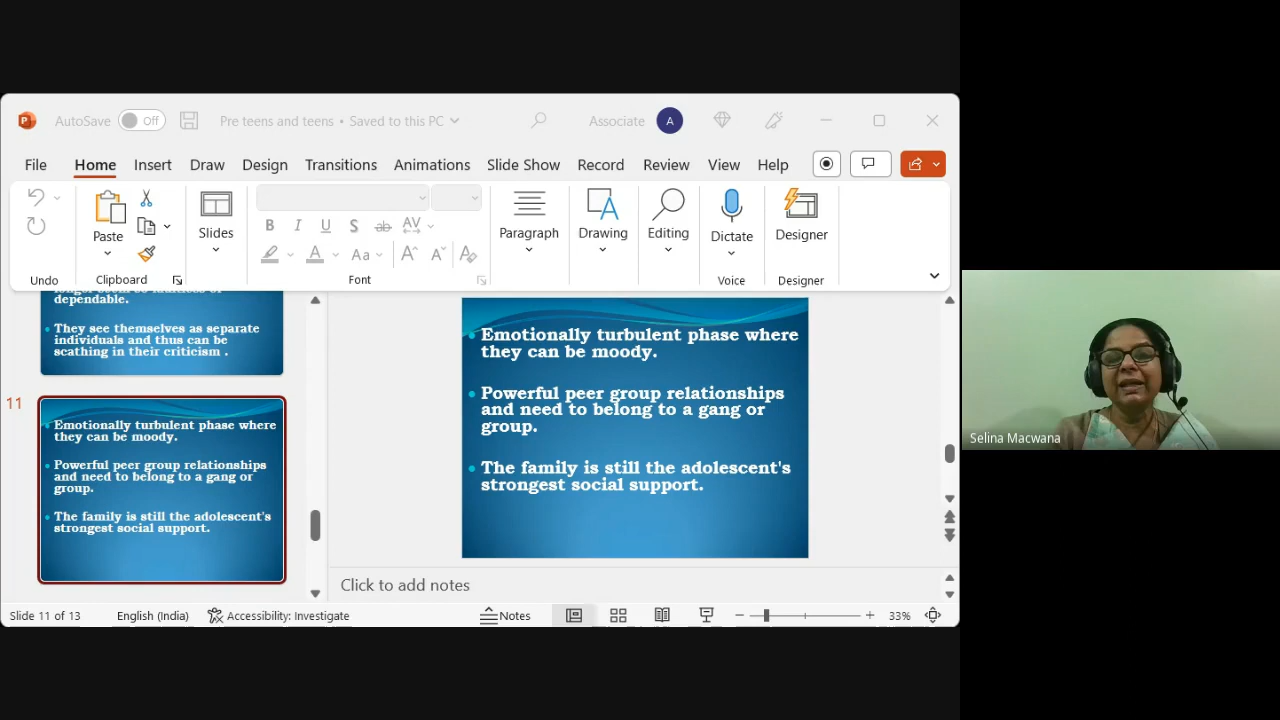 AutoSave Off Pre teens and teens • Saved to this PC Associate A
File Home Insert Draw Design Transitions Animations Slide Show Record Review View Help
Paste Slides B I U S ab AV Aa A A A Paragraph Drawing Editing Dictate Designer
Undo Clipboard Font Voice Designer
dependable.
They see themselves as separate
individuals and thus can be
scathing in their criticism .
11
Emotionally turbulent phase where
they can be moody.
Powerful peer group relationships
and need to belong to a gang or
group.
The family is still the adolescent's
strongest social support.
Emotionally turbulent phase where
they can be moody.
Powerful peer group relationships
and need to belong to a gang or
group.
The family is still the adolescent's
strongest social support.
Click to add notes
Slide 11 of 13 English (India) Accessibility: Investigate Notes 33%
Selina Macwana